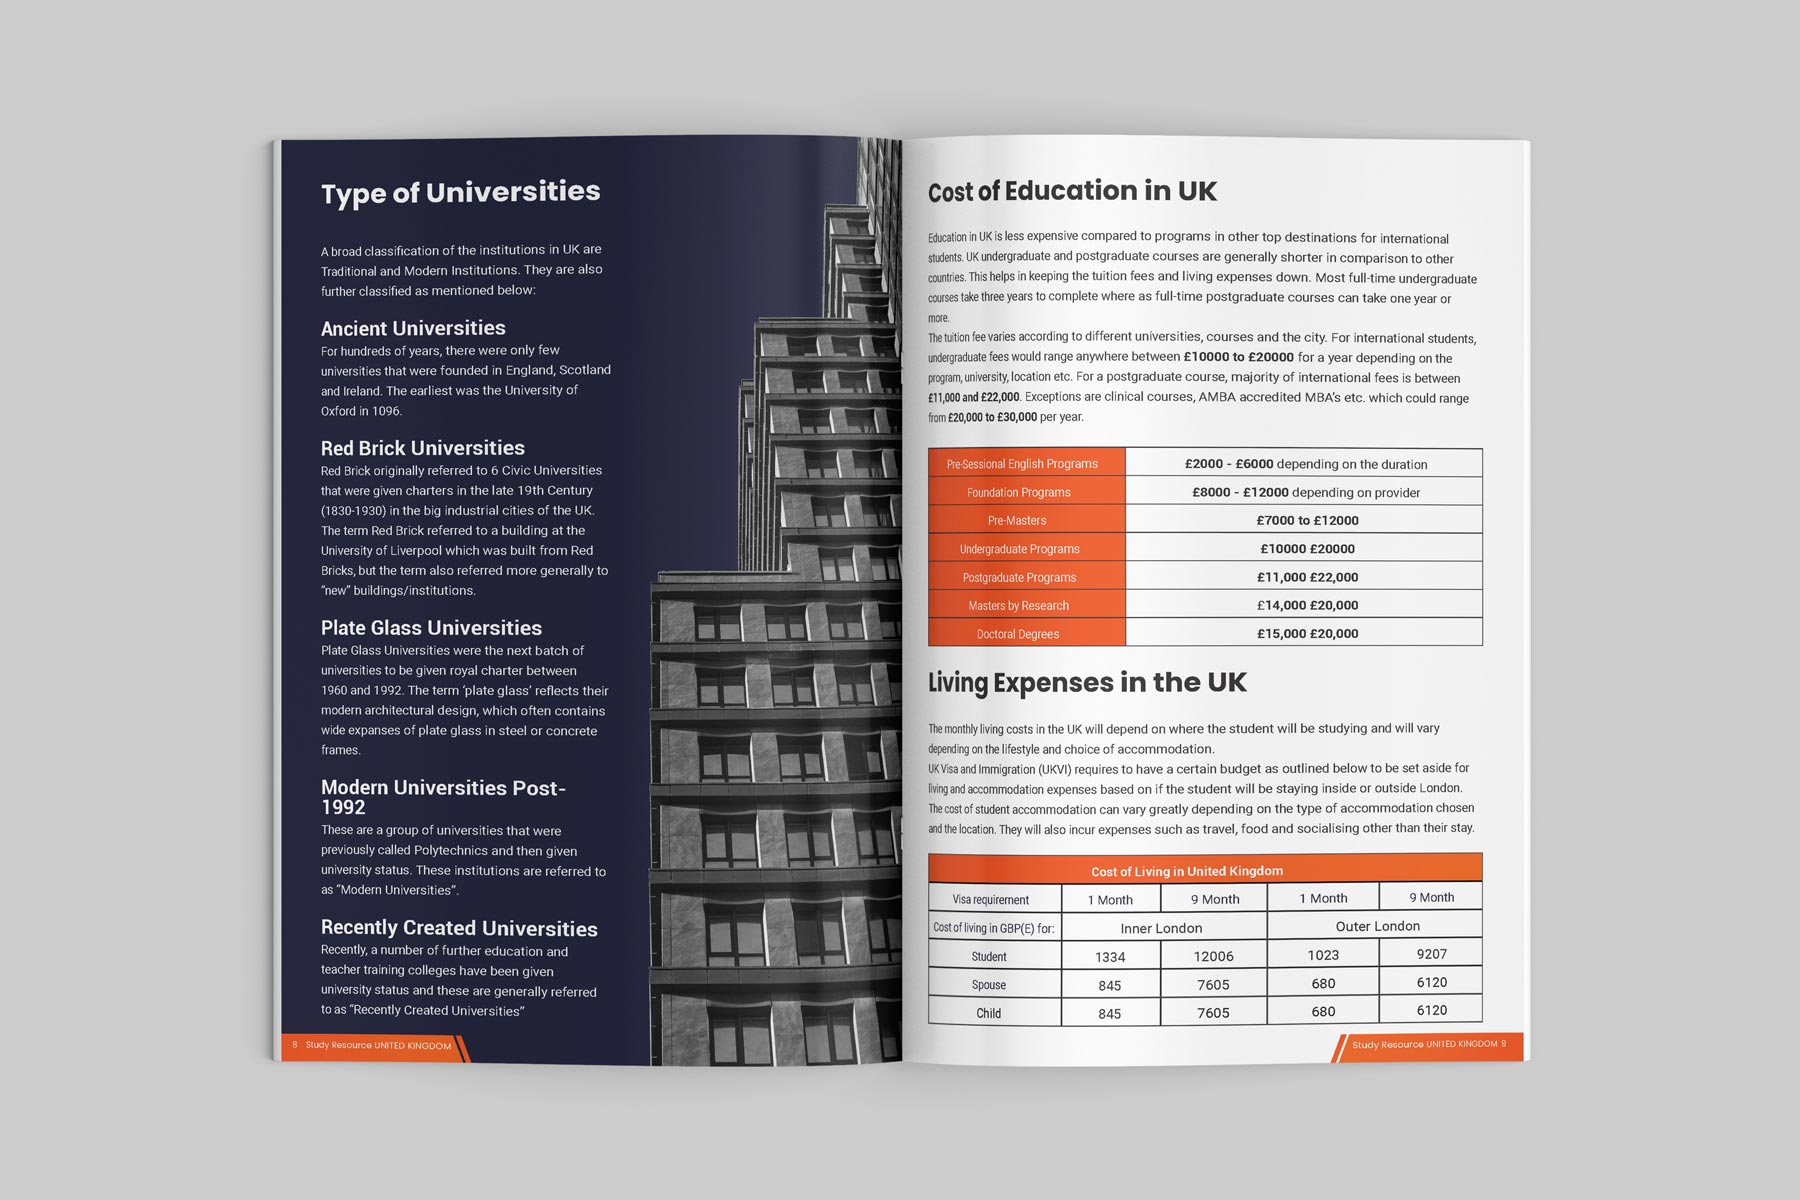 Type of Universities
A broad classification of the institutions in UK are
Traditional and Modern Institutions. They are also
further classified as mentioned below:
Ancient Universities
For hundreds of years, there were only few
universities that were founded in England, Scotland
and Ireland. The earliest was the University of
Oxford in 1096.
Red Brick Universities
Red Brick originally referred to 6 Civic Universities
that were given charters in the late 19th Century
(1830-1930) in the big industrial cities of the UK.
The term Red Brick referred to a building at the
University of Liverpool which was built from Red
Bricks, but the term also referred more generally to
“new” buildings/institutions.
Plate Glass Universities
Plate Glass Universities were the next batch of
universities to be given royal charter between
1960 and 1992. The term ‘plate glass’ reflects their
modern architectural design, which often contains
wide expanses of plate glass in steel or concrete
frames.
Modern Universities Post-
1992
These are a group of universities that were
previously called Polytechnics and then given
university status. These institutions are referred to
as “Modern Universities”.
Recently Created Universities
Recently, a number of further education and
teacher training colleges have been given
university status and these are generally referred
to as “Recently Created Universities”
8 Study Resource UNITED KINGDOM
Cost of Education in UK
Education in UK is less expensive compared to programs in other top destinations for international
students. UK undergraduate and postgraduate courses are generally shorter in comparison to other
countries. This helps in keeping the tuition fees and living expenses down. Most full-time undergraduate
courses take three years to complete where as full-time postgraduate courses can take one year or
more.
The tuition fee varies according to different universities, courses and the city. For international students,
undergraduate fees would range anywhere between £10000 to £20000 for a year depending on the
program, university, location etc. For a postgraduate course, majority of international fees is between
£11,000 and £22,000. Exceptions are clinical courses, AMBA accredited MBA’s etc. which could range
from £20,000 to £30,000 per year.
Pre-Sessional English Programs £2000 - £6000 depending on the duration
Foundation Programs £8000 - £12000 depending on provider
Pre-Masters £7000 to £12000
Undergraduate Programs £10000 £20000
Postgraduate Programs £11,000 £22,000
Masters by Research £14,000 £20,000
Doctoral Degrees £15,000 £20,000
Living Expenses in the UK
The monthly living costs in the UK will depend on where the student will be studying and will vary
depending on the lifestyle and choice of accommodation.
UK Visa and Immigration (UKVI) requires to have a certain budget as outlined below to be set aside for
living and accommodation expenses based on if the student will be staying inside or outside London.
The cost of student accommodation can vary greatly depending on the type of accommodation chosen
and the location. They will also incur expenses such as travel, food and socialising other than their stay.
Cost of Living in United Kingdom
Visa requirement 1 Month 9 Month 1 Month 9 Month
Cost of living in GBP(E) for: Inner London Outer London
Student 1334 12006 1023 9207
Spouse 845 7605 680 6120
Child 845 7605 680 6120
Study Resource UNITED KINGDOM 9